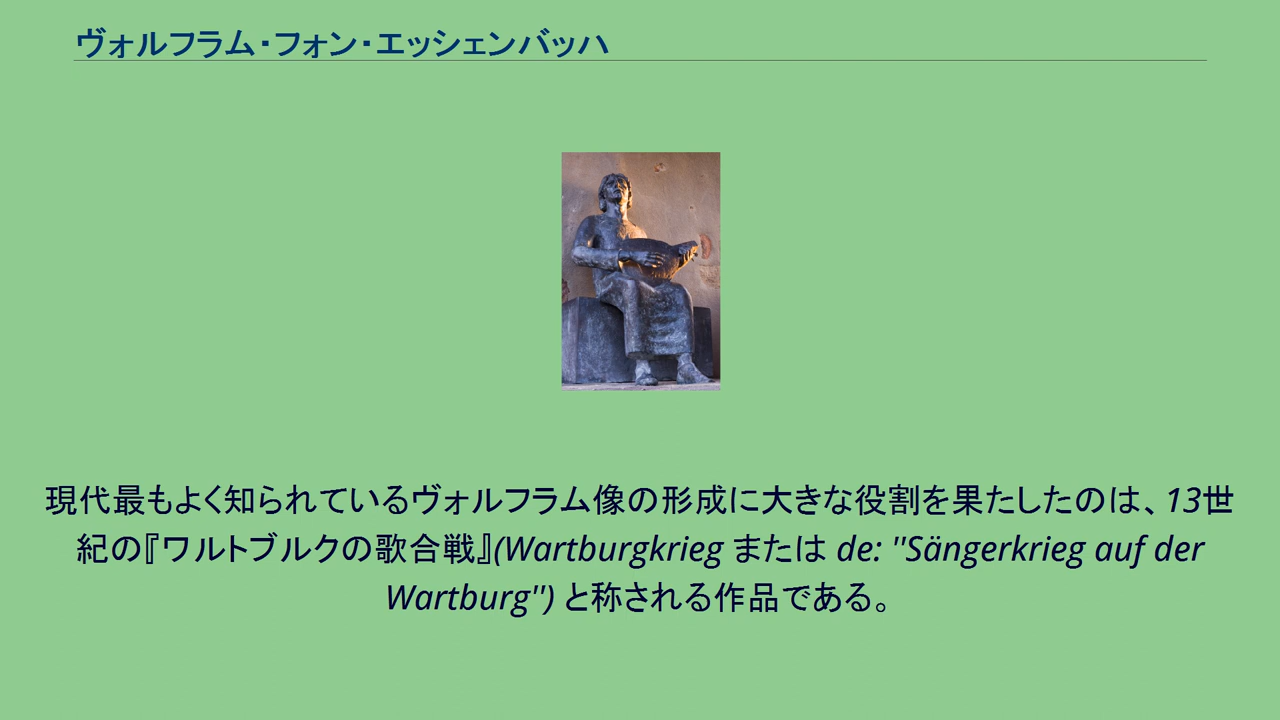 ヴォルフラム・フォン・エッシェンバッハ
現代最もよく知られているヴォルフラム像の形成に大きな役割を果たしたのは、13世
紀の『ワルトブルクの歌合戦』(Wartburgkrieg または de: ''Sängerkrieg auf der
Wartburg'') と称される作品である。